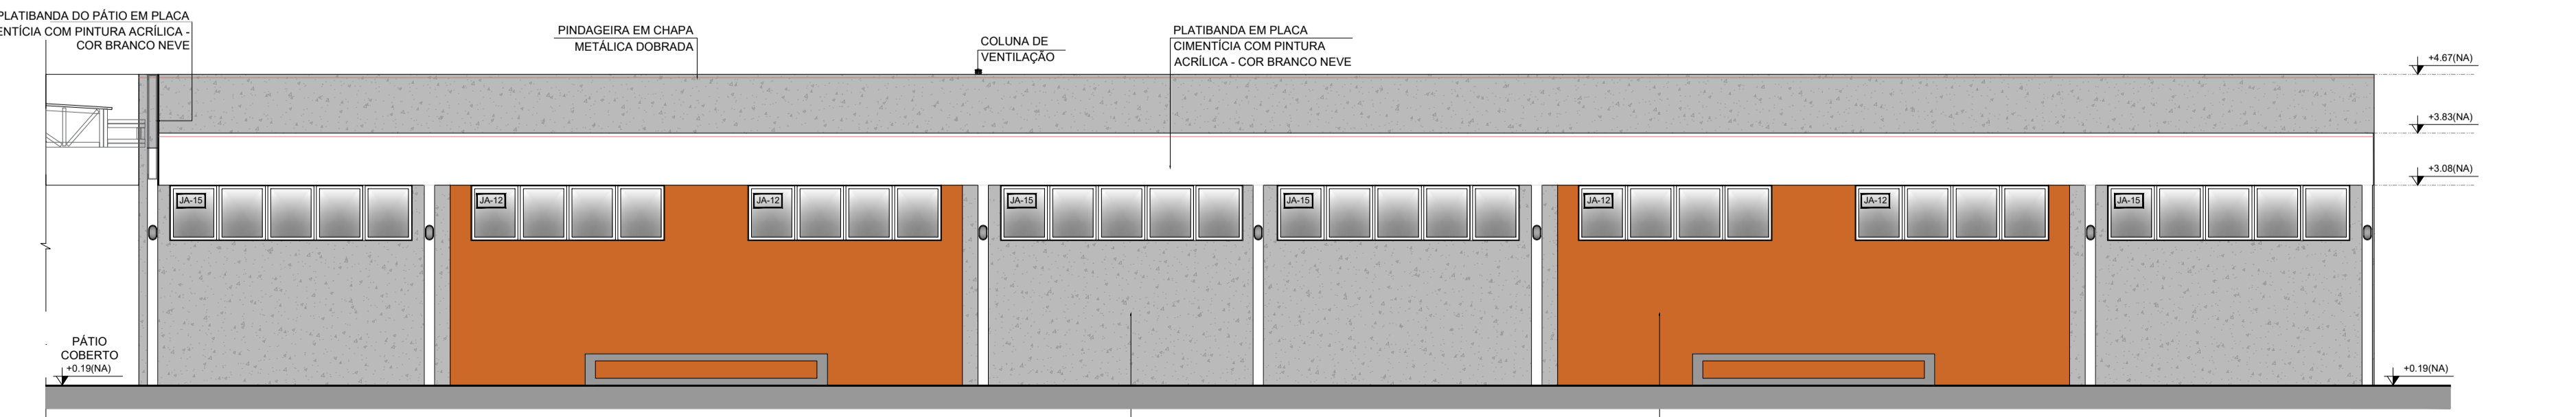 PLATIBANDA DO PÁTIO EM PLACA
COM PINTURA ACRÍLICA -
COR BRANCO NEVE
PINDAGEIRA EM CHAPA
METÁLICA DOBRADA
COLUNA DE
VENTILAÇÃO
PLATIBANDA EM PLACA
CIMENTÍCIA COM PINTURA
ACRÍLICA - COR BRANCO NEVE
+4.67(NA)
+3.83(NA)
+3.08(NA)
JA-15
JA-12
JA-12
JA-15
JA-15
JA-12
JA-12
JA-15
PÁTIO
COBERTO
+0.19(NA)
+0.19(NA)